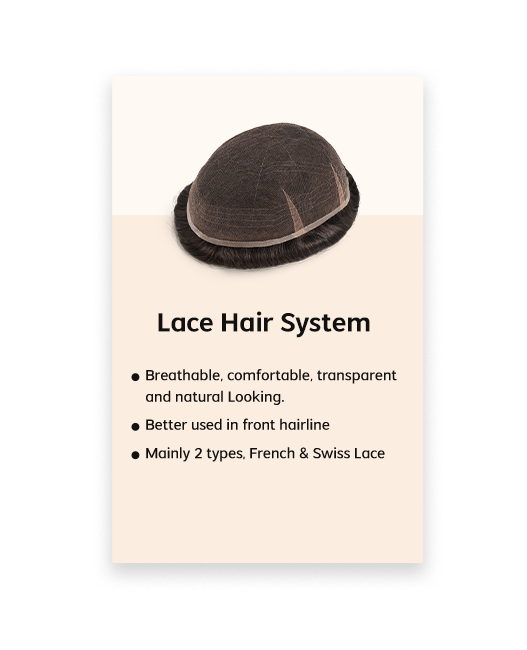 Lace Hair System
● Breathable, comfortable, transparent
and natural Looking.
● Better used in front hairline
● Mainly 2 types, French & Swiss Lace